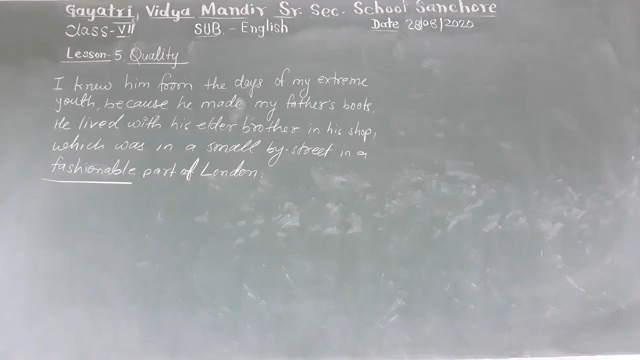 Gayatri, Vidya Mandir Sr. Sec. School Sanchore
Class-VII SUB. - English Date 28/08/2020
Lesson-5 Quality
I knew him from the days of my extreme
youth, because he made my father's boots.
He lived with his elder brother in his shop,
which was in a small by-street in a
fashionable part of London.